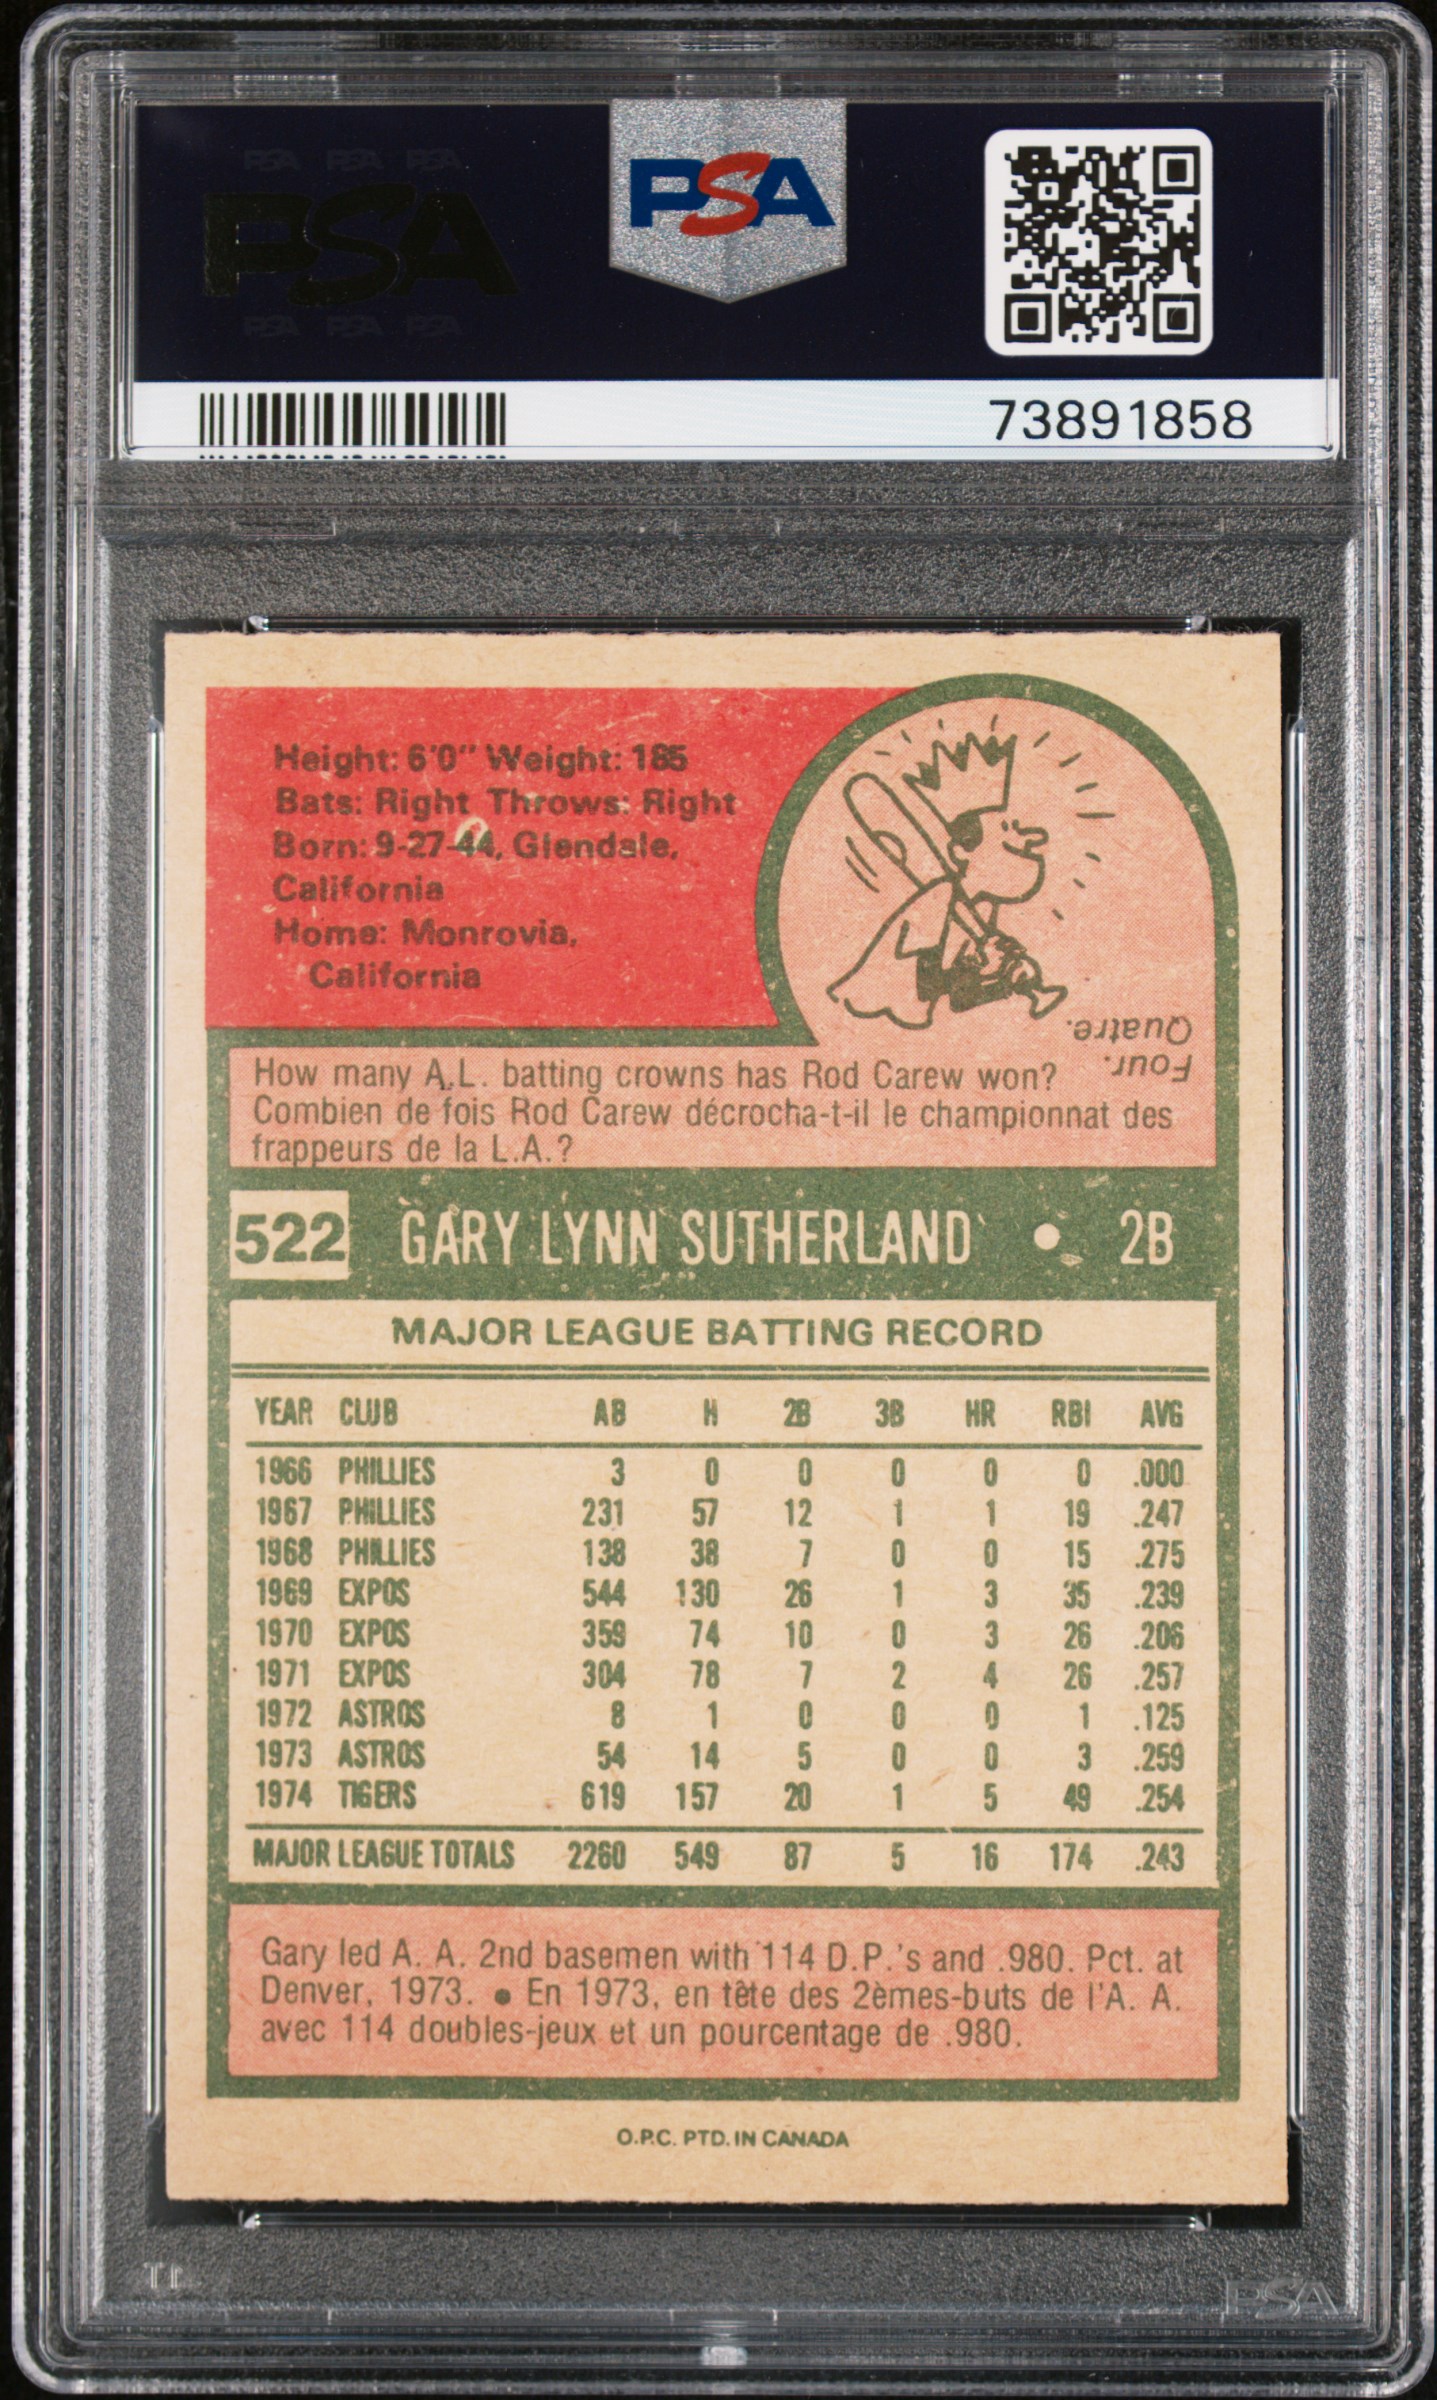 PSA PSA PSA
PSA
PSA PSA PSA
PSA
73891858
Height: 6'0" Weight: 185
Bats: Right Throws: Right
Born: 9-27-44, Glendale,
California
Home: Monrovia,
California
Four.
Quatre.
How many A.L. batting crowns has Rod Carew won?
Combien de fois Rod Carew décrocha-t-il le championnat des
frappeurs de la L.A.?
522 GARY LYNN SUTHERLAND • 2B
MAJOR LEAGUE BATTING RECORD
YEAR CLUB AB H 2B 3B HR RBI AVG
1966 PHILLIES 3 0 0 0 0 0 .000
1967 PHILLIES 231 57 12 1 1 19 .247
1968 PHILLIES 138 38 7 0 0 15 .275
1969 EXPOS 544 130 26 1 3 35 .239
1970 EXPOS 359 74 10 0 3 26 .206
1971 EXPOS 304 78 7 2 4 26 .257
1972 ASTROS 8 1 0 0 0 1 .125
1973 ASTROS 54 14 5 0 0 3 .259
1974 TIGERS 619 157 20 1 5 49 .254
MAJOR LEAGUE TOTALS 2260 549 87 5 16 174 .243
Gary led A. A. 2nd basemen with 114 D.P.'s and .980. Pct. at
Denver, 1973. • En 1973, en tête des 2èmes-buts de l'A. A.
avec 114 doubles-jeux et un pourcentage de .980.
O.P.C. PTD. IN CANADA
PSA